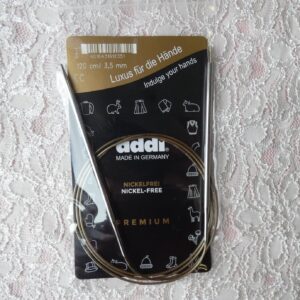 120 cm/ 3,5 mm
Luxus für die Hände
Indulge your hands
addi
MADE IN GERMANY
NICKELFREI
NICKEL-FREE
PREMIUM